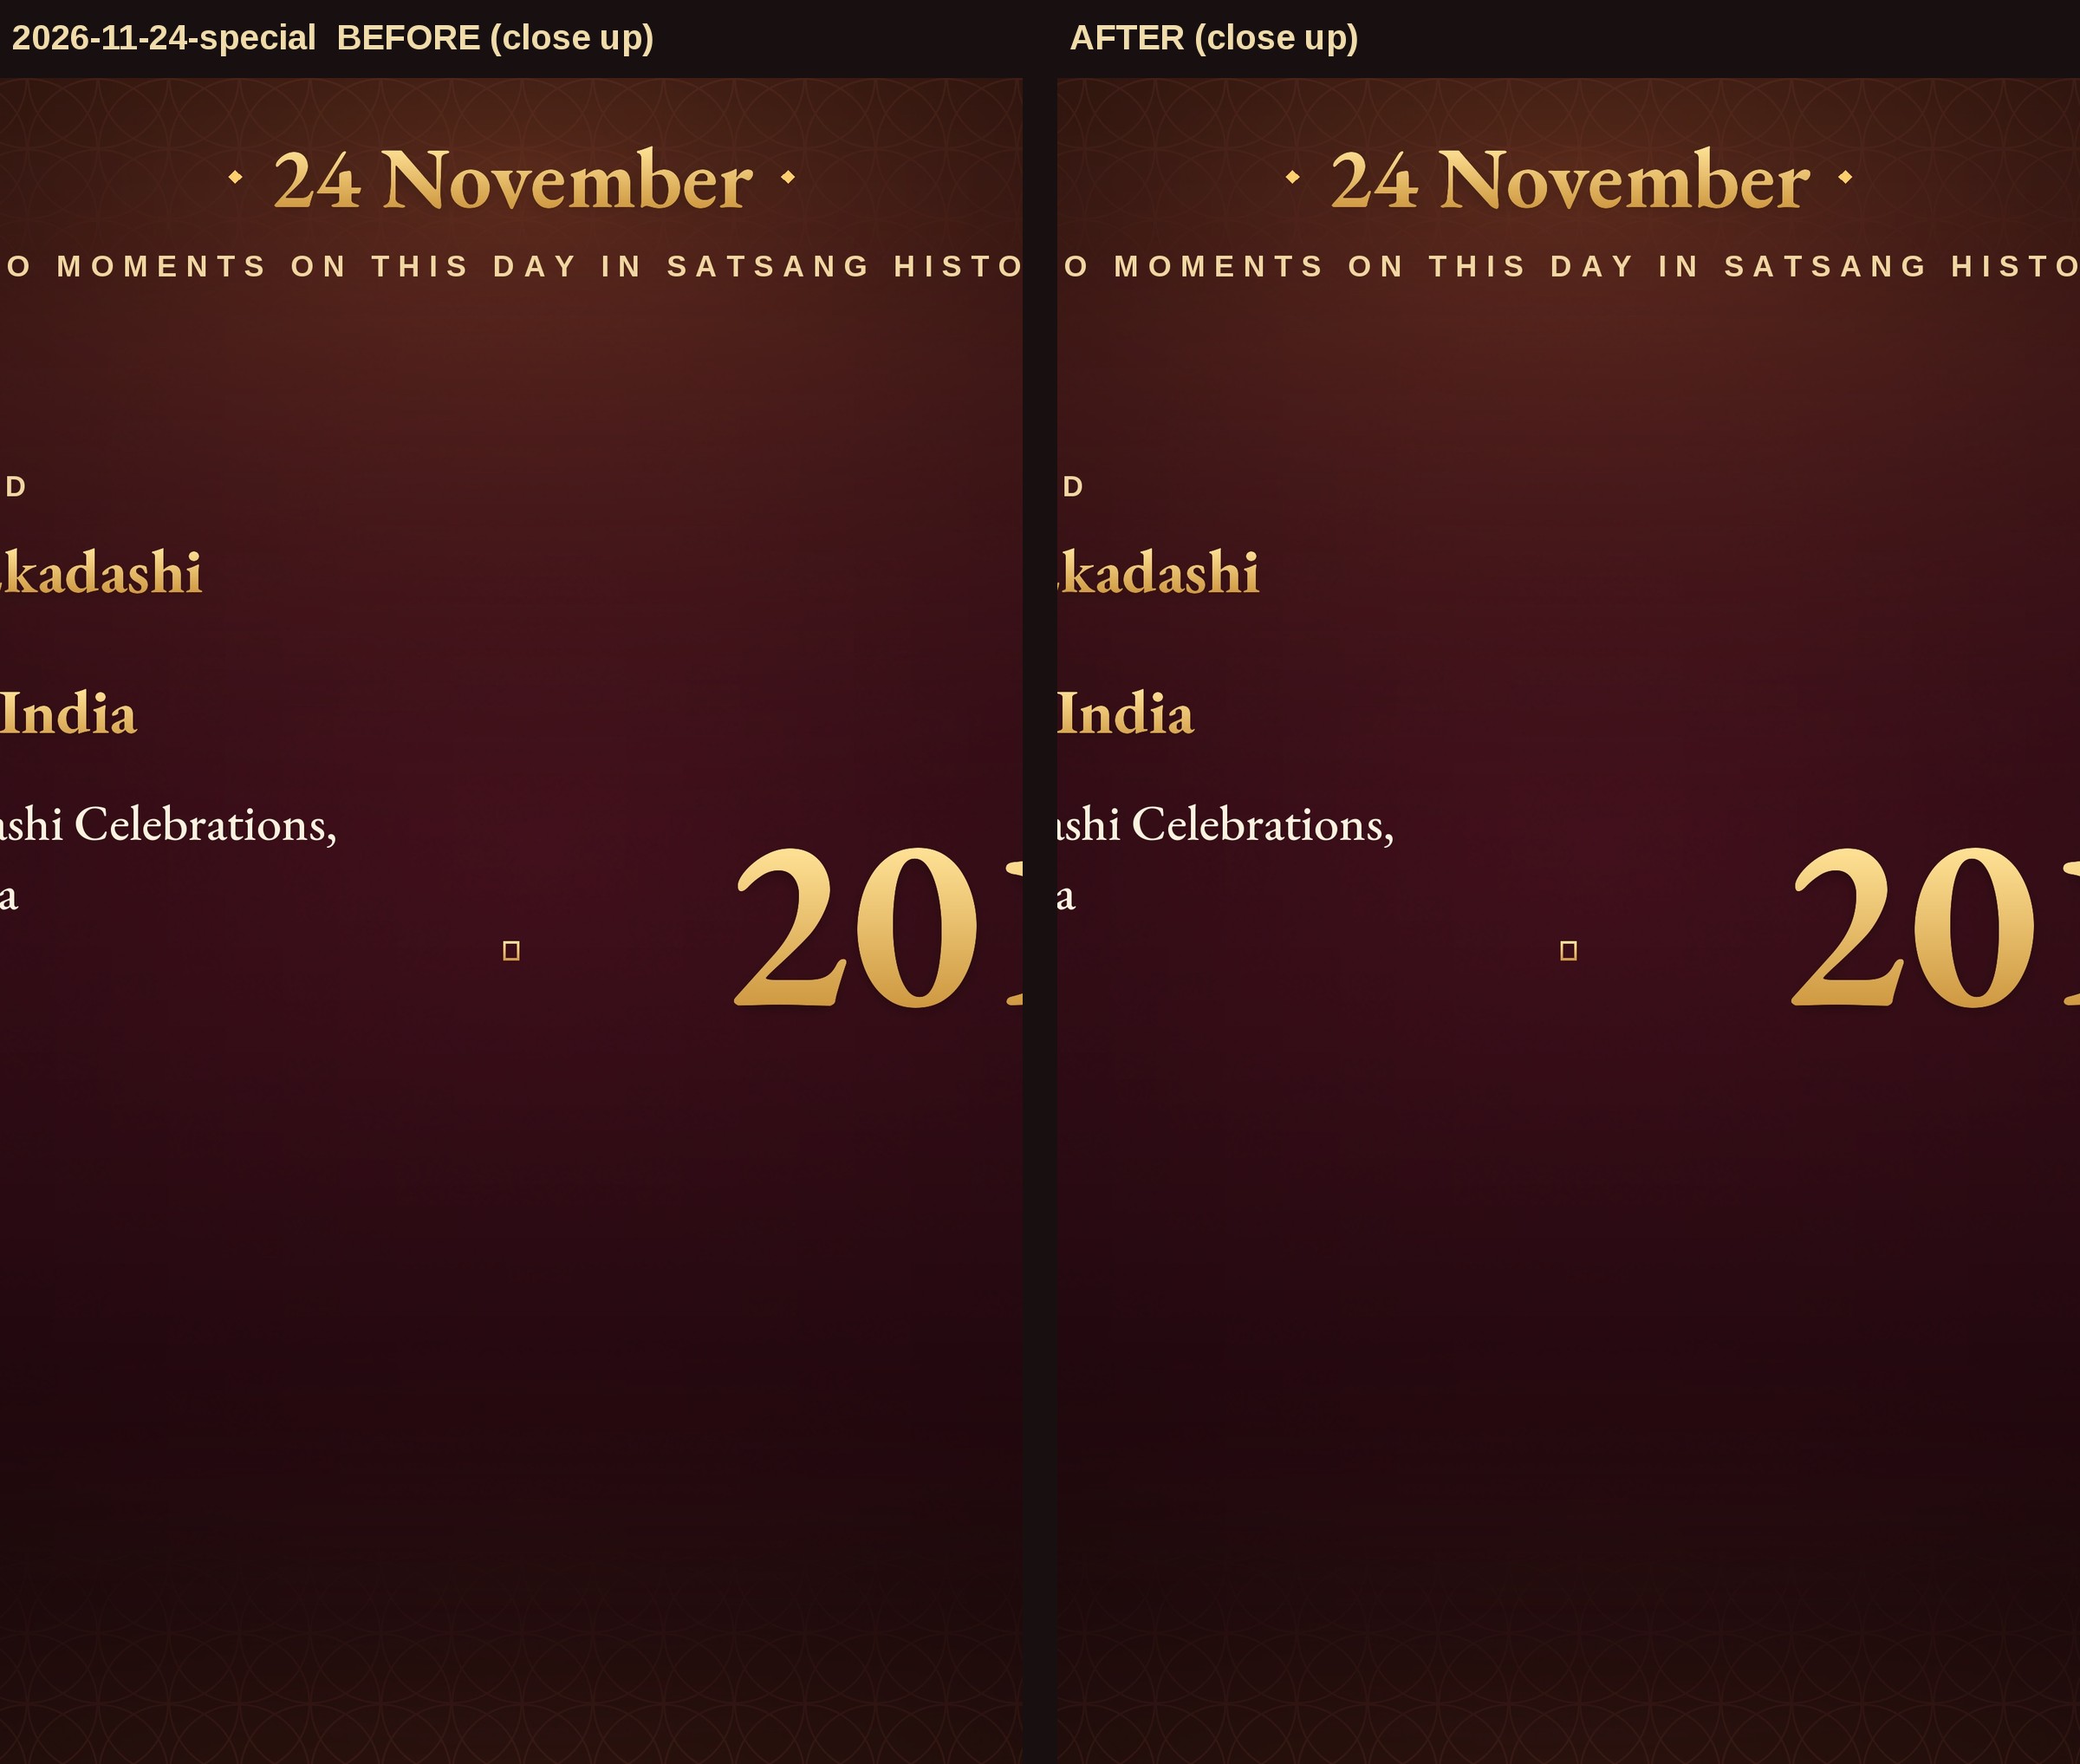 2026-11-24-special BEFORE (close up)
24 November
O MOMENTS ON THIS DAY IN SATSANG HISTO
D
kadashi
India
shi Celebrations,
a
20
AFTER (close up)
24 November
O MOMENTS ON THIS DAY IN SATSANG HISTO
D
kadashi
India
ashi Celebrations,
a
20